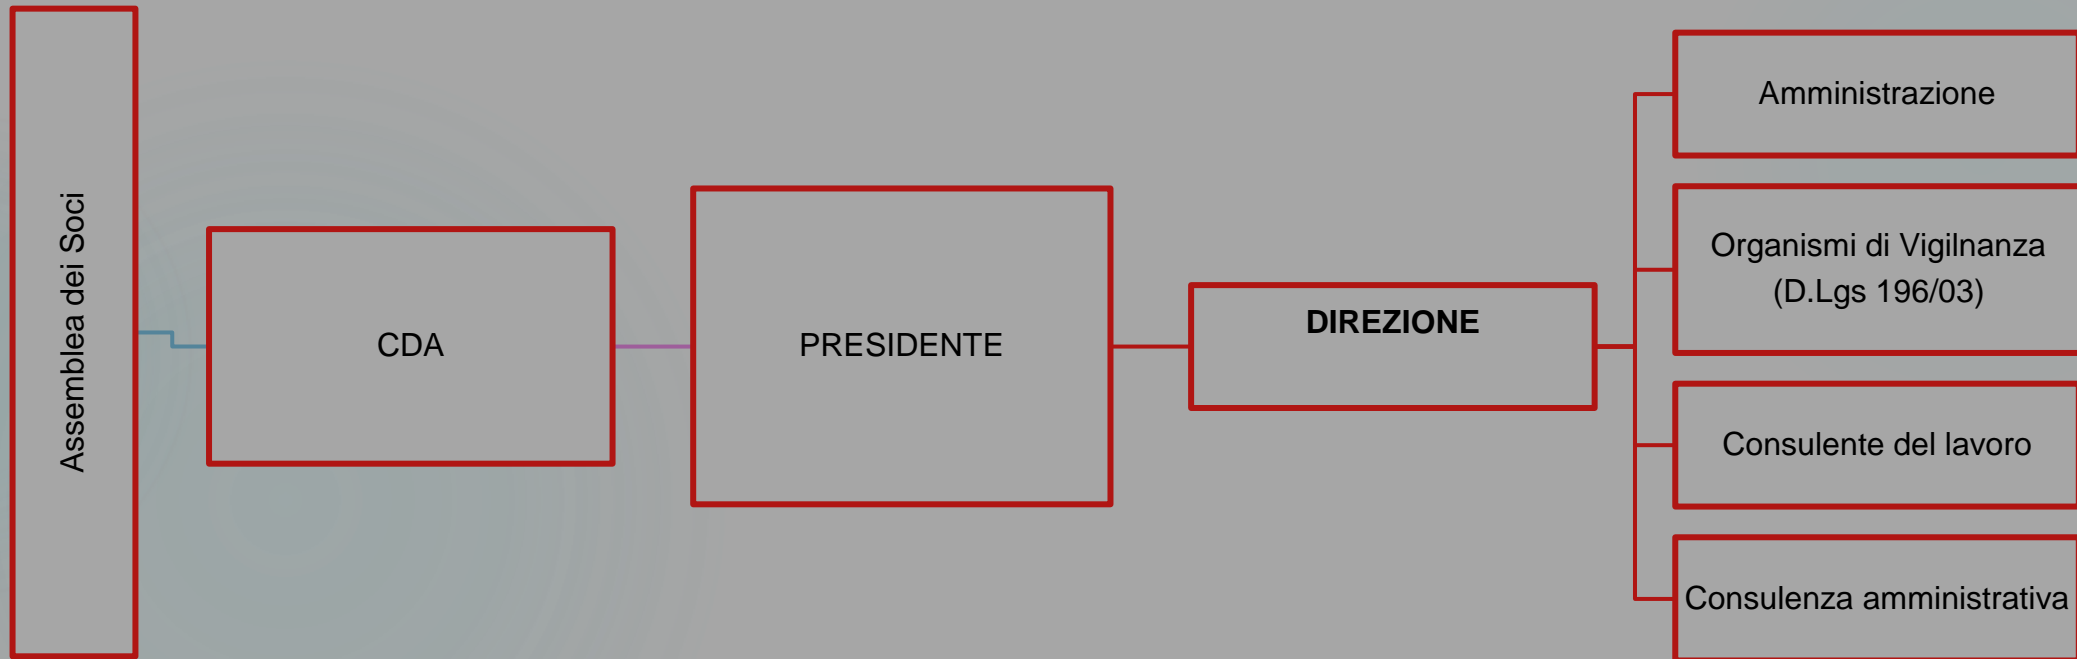 Assemblea dei Soci
CDA
PRESIDENTE
DIREZIONE
Amministrazione
Organismi di Vigilnanza
(D.Lgs 196/03)
Consulente del lavoro
Consulenza amministrativa